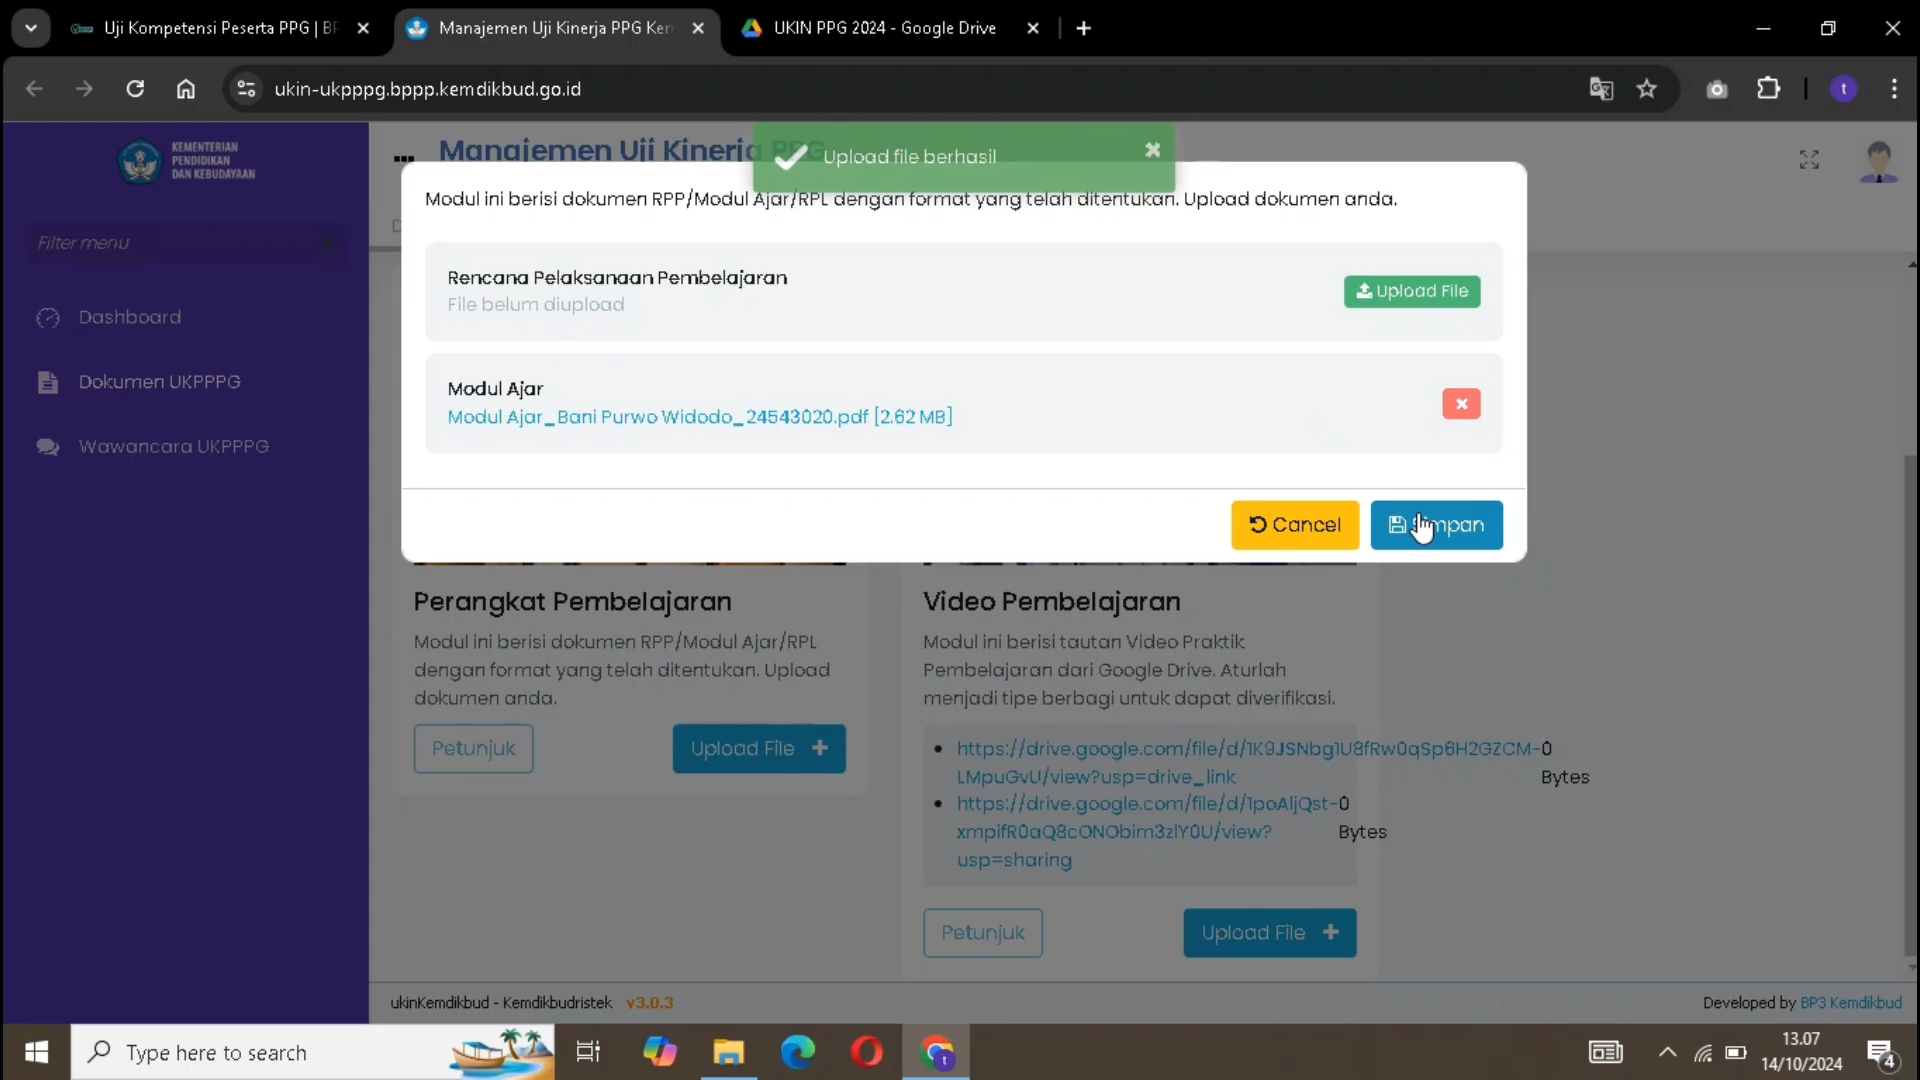 Uji Kompetensi Peserta PPG | BP
Manajemen Uji Kinerja PPG Kem
UKIN PPG 2024 - Google Drive
ukin-ukpppg.bppp.kemdikbud.go.id
t
KEMENTERIAN
PENDIDIKAN
DAN KEBUDAYAAN
Manajemen Uji Kinerja PPG
Upload file berhasil
Filter menu
Dashboard
Dokumen UKPPPG
Wawancara UKPPPG
Modul ini berisi dokumen RPP/Modul Ajar/RPL dengan format yang telah ditentukan. Upload dokumen anda.
Rencana Pelaksanaan Pembelajaran
File belum diupload
Upload File
Modul Ajar
Modul Ajar_Bani Purwo Widodo_24543020.pdf [2.62 MB]
Cancel
Simpan
Perangkat Pembelajaran
Modul ini berisi dokumen RPP/Modul Ajar/RPL
dengan format yang telah ditentukan. Upload
dokumen anda.
Petunjuk
Upload File
Video Pembelajaran
Modul ini berisi tautan Video Praktik
Pembelajaran dari Google Drive. Aturlah
menjadi tipe berbagi untuk dapat diverifikasi.
https://drive.google.com/file/d/1K9JSNbg1U8fRw0qSp6H2GZCM-
LMpuGvU/view?usp=drive_link
0
Bytes
https://drive.google.com/file/d/1poAljQst-
xmpifR0aQ8cONObim3ziY0U/view?
usp=sharing
0
Bytes
Petunjuk
Upload File
ukinKemdikbud - Kemdikbudristek v3.0.3
Developed by BP3 Kemdikbud
Type here to search
t
13.07
14/10/2024
4